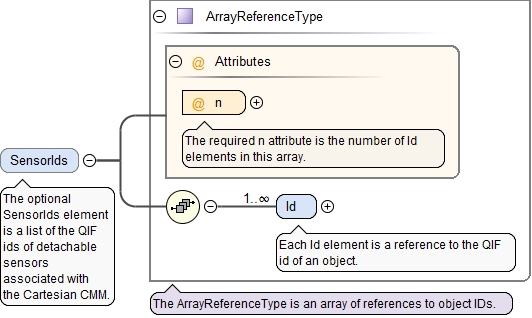 ArrayReferenceType
@ Attributes
@ n
The required n attribute is the number of Id
elements in this array.
SensorIds
The optional
SensorIds element
is a list of the QIF
ids of detachable
sensors
associated with
the Cartesian CMM.
1..∞
Id
Each Id element is a reference to the QIF
id of an object.
The ArrayReferenceType is an array of references to object IDs.